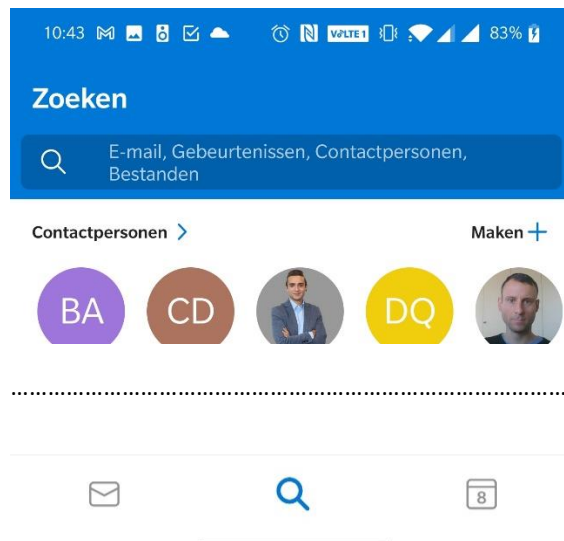 10:43 VoLTE 1 83%
Zoeken
E-mail, Gebeurtenissen, Contactpersonen,
Bestanden
Contactpersonen > Maken +
BA CD DQ
........................................................................................
8